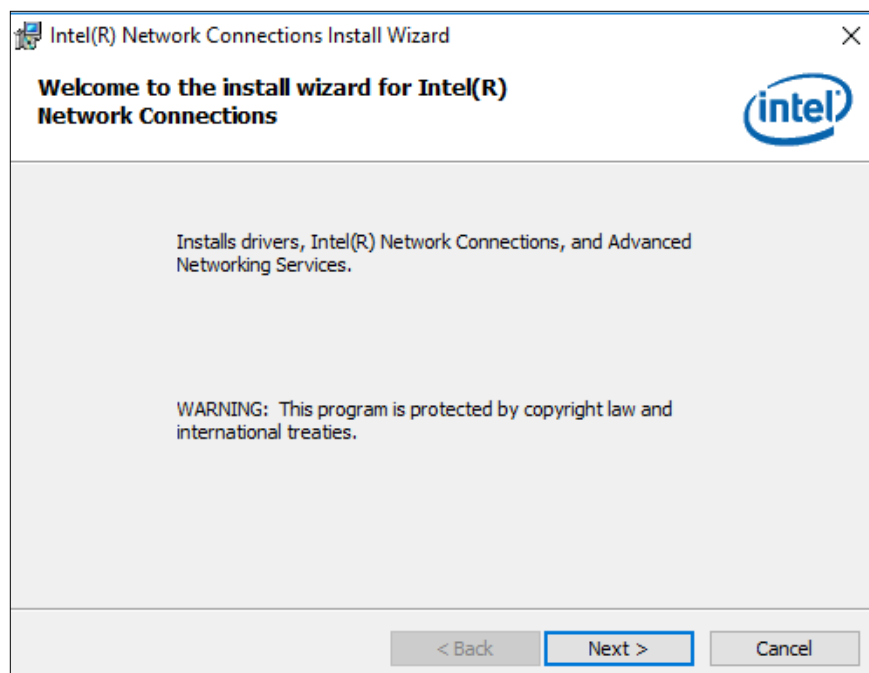 Intel(R) Network Connections Install Wizard
Welcome to the install wizard for Intel(R)
Network Connections
intel
Installs drivers, Intel(R) Network Connections, and Advanced
Networking Services.
WARNING: This program is protected by copyright law and
international treaties.
< Back Next > Cancel